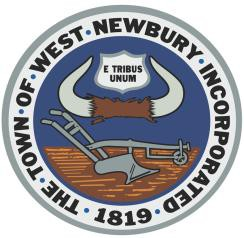 THE · TOWN · OF · WEST · NEWBURY · INCORPORATED
· 1819 ·
E TRIBUS
UNUM